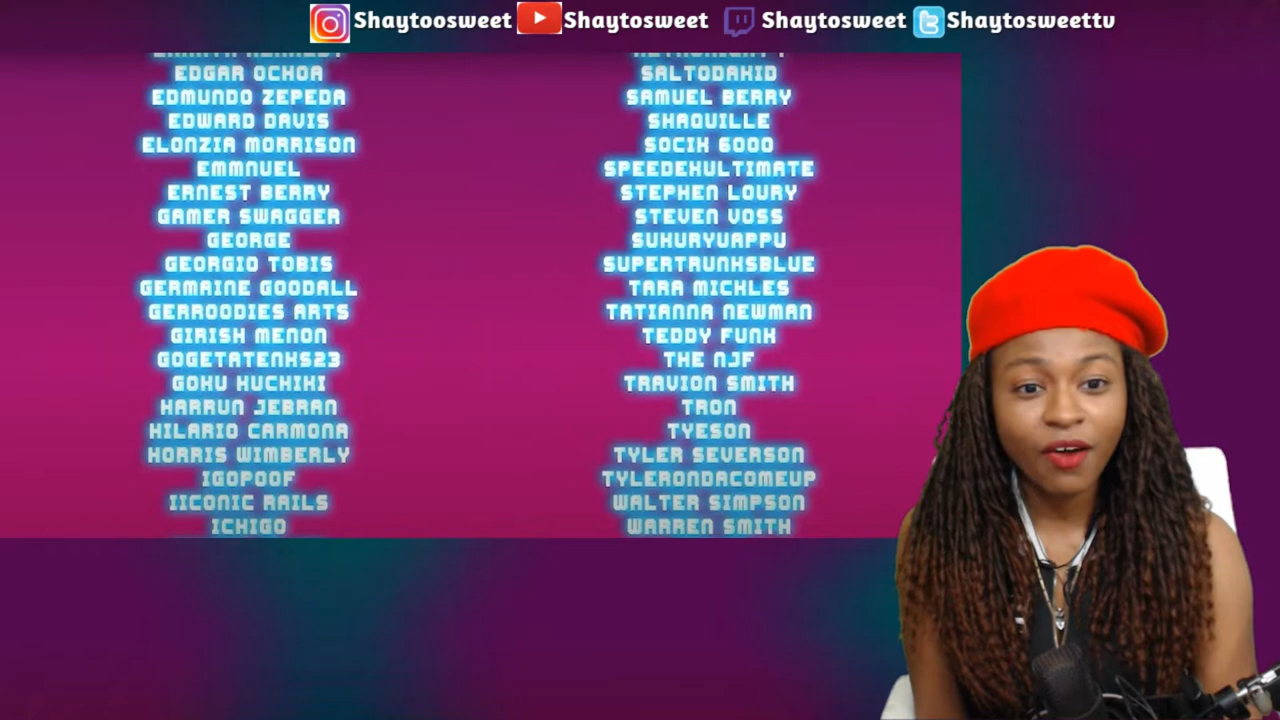 Shaytoosweet Shaytosweet Shaytosweet Shaytosweettv
EDGAR OCHOA
EDMUNDO ZEPEDA
EDWARD DAVIS
ELONZIA MORRISON
EMMNUEL
ERNEST BERRY
GAMER SWAGGER
GEORGE
GEORGIO TOBIS
GERMAINE GOODALL
GERROODIES ARTS
GIRISH MENON
GOGETATENKS23
GOKU KUCHIKI
HARRUN JEBRAN
HILARIO CARMONA
HORRIS WIMBERLY
IGOPOOF
IICONIC RAILS
ICHIGO
SALTODAKID
SAMUEL BERRY
SHAQUILLE
SOCIK 6000
SPEEDEKULTIMATE
STEPHEN LOURY
STEVEN VOSS
SUKURYUAPPU
SUPERTRUNKSBLUE
TARA MICKLES
TATIANNA NEWMAN
TEDDY FUNK
THE NJF
TRAVION SMITH
TRON
TYESON
TYLER SEVERSON
TYLERONDACOMEUP
WALTER SIMPSON
WARREN SMITH